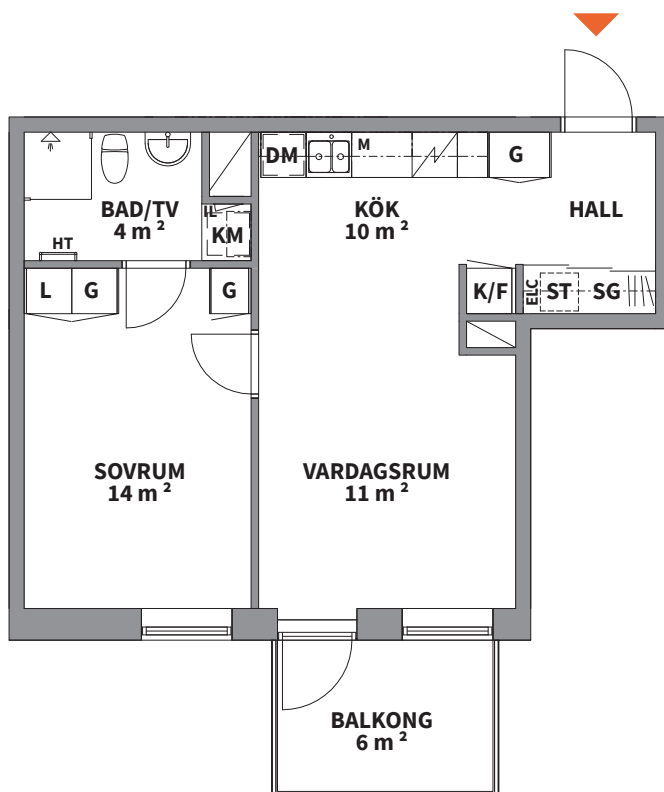 DM
M
G
BAD/TV
4 m ²
IL
KM
KÖK
10 m ²
HALL
HT
L
G
G
K/F
ELC
ST
SG
SOVRUM
14 m ²
VARDAGSRUM
11 m ²
BALKONG
6 m ²